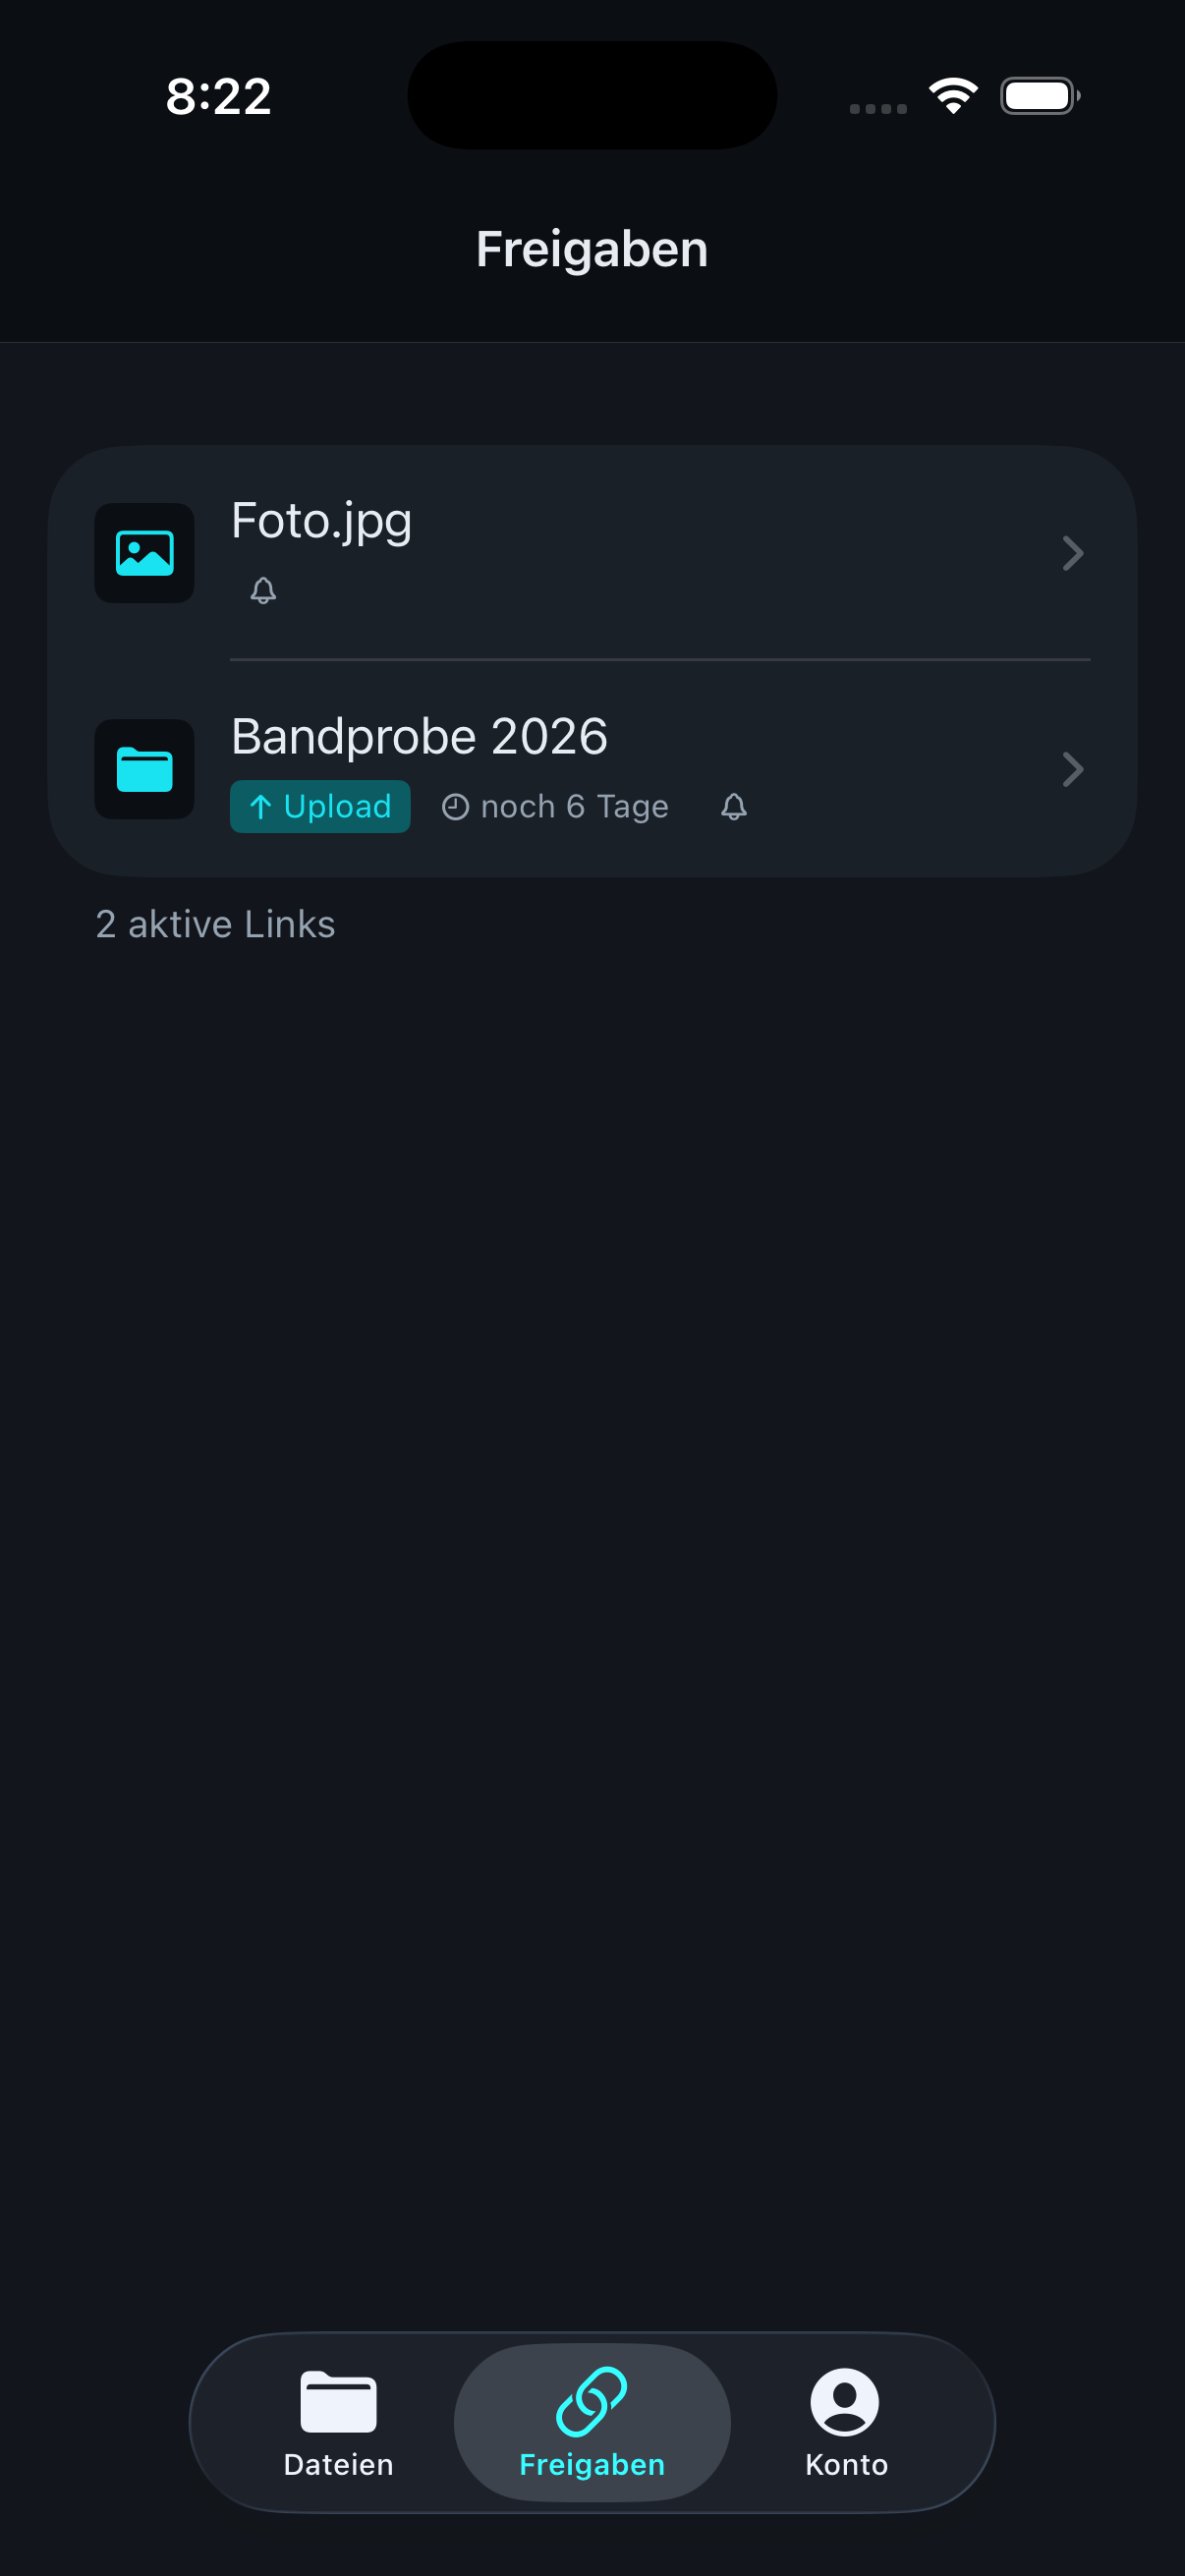 8:22
Freigaben
Foto.jpg
Bandprobe 2026
Upload noch 6 Tage
2 aktive Links
Dateien Freigaben Konto